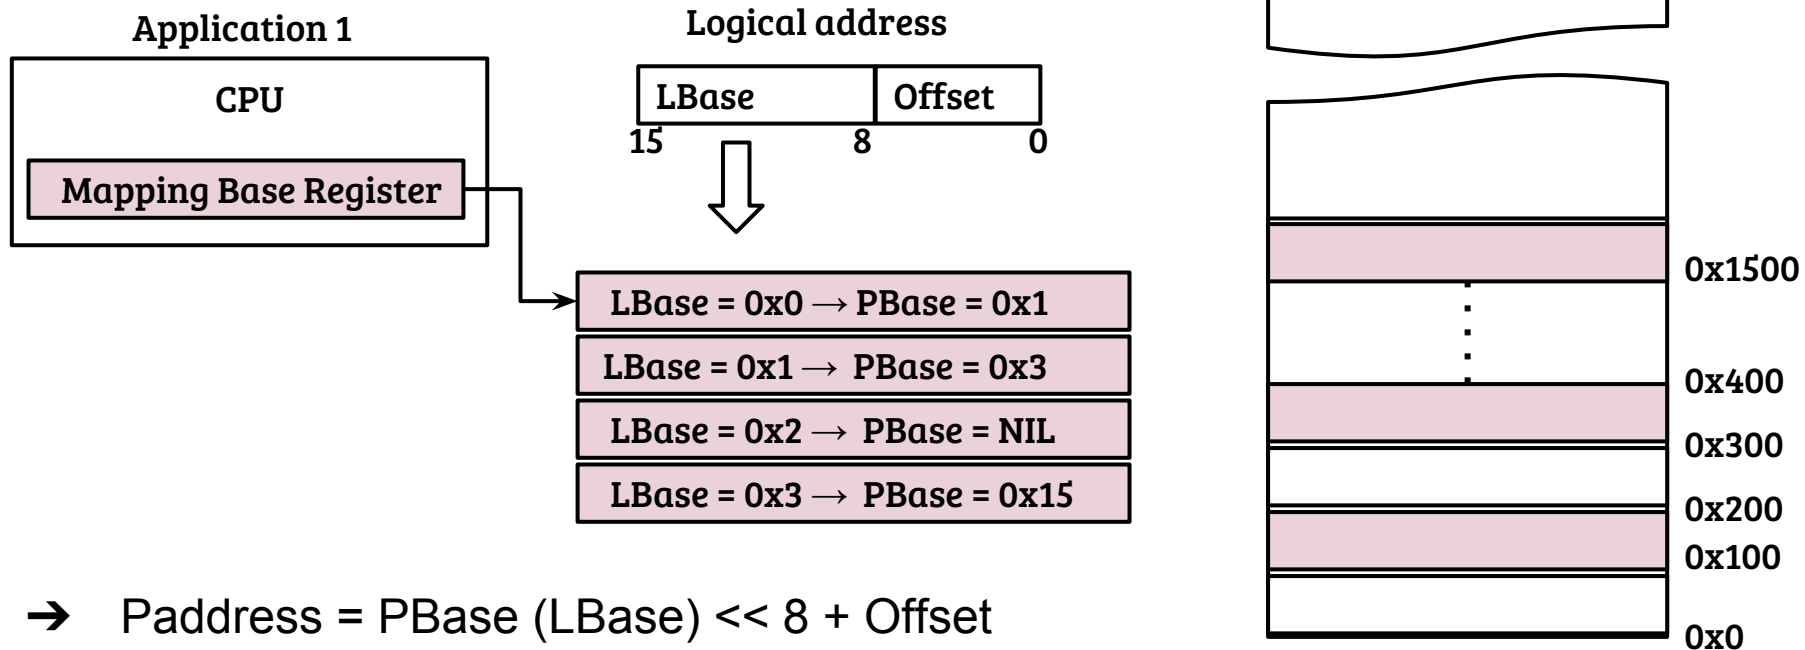 Application 1
CPU
Mapping Base Register
Logical address
LBase
Offset
15
8
0
LBase = 0x0 → PBase = 0x1
LBase = 0x1 → PBase = 0x3
LBase = 0x2 → PBase = NIL
LBase = 0x3 → PBase = 0x15
➔ Paddress = PBase (LBase) << 8 + Offset
0x1500
0x400
0x300
0x200
0x100
0x0